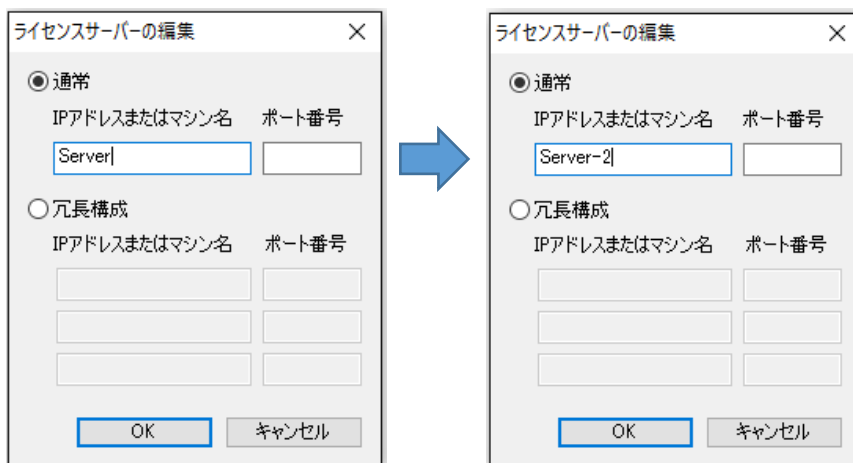 ライセンスサーバーの編集
通常
IPアドレスまたはマシン名 ポート番号
Server
冗長構成
IPアドレスまたはマシン名 ポート番号
OK キャンセル
ライセンスサーバーの編集
通常
IPアドレスまたはマシン名 ポート番号
Server-2
冗長構成
IPアドレスまたはマシン名 ポート番号
OK キャンセル